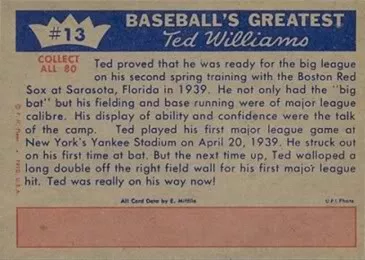 #13
BASEBALL'S GREATEST
Ted Williams
COLLECT
ALL 80
Ted proved that he was ready for the big league
on his second spring training with the Boston Red
Sox at Sarasota, Florida in 1939. He not only had the "big
bat" but his fielding and base running were of major league
calibre. His display of ability and confidence were the talk
of the camp. Ted played his first major league game at
New York's Yankee Stadium on April 20, 1939. He struck out
on his first time at bat. But the next time up, Ted walloped a
long double off the right field wall for his first major league
hit. Ted was really on his way now!
All Card Data by E. Mifflin
U.P.I. Photo